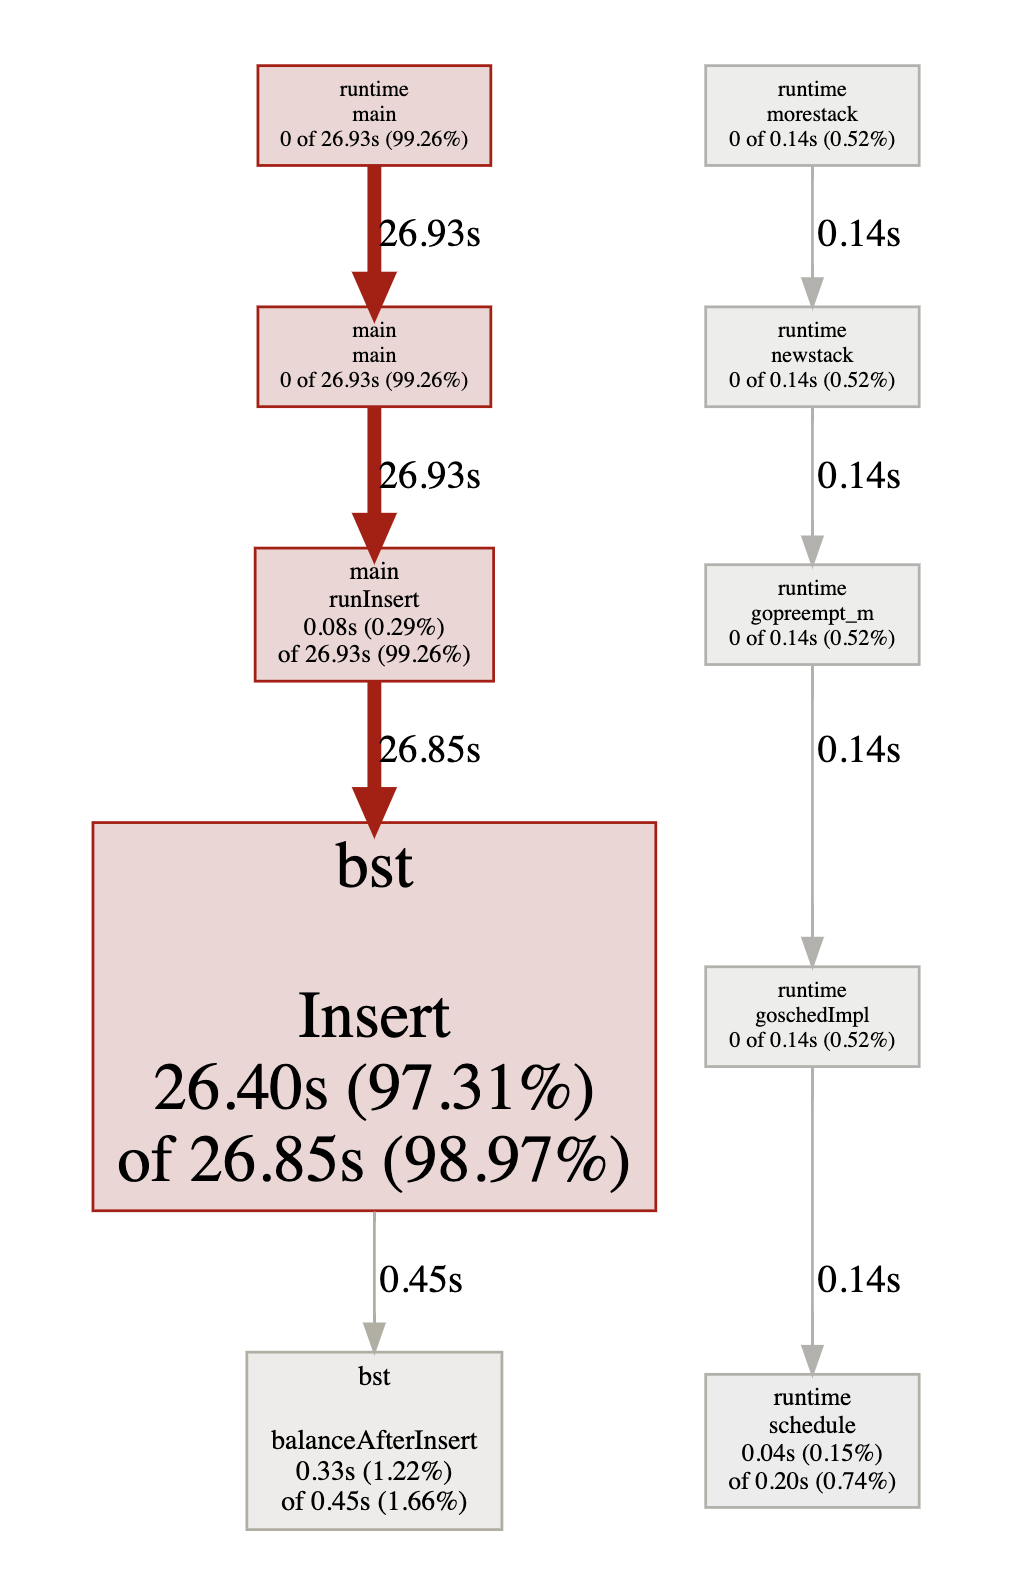 runtime
main
0 of 26.93s (99.26%)
26.93s
main
main
0 of 26.93s (99.26%)
26.93s
main
runInsert
0.08s (0.29%)
of 26.93s (99.26%)
26.85s
bst
Insert
26.40s (97.31%)
of 26.85s (98.97%)
0.45s
bst
balanceAfterInsert
0.33s (1.22%)
of 0.45s (1.66%)
runtime
morestack
0 of 0.14s (0.52%)
0.14s
runtime
newstack
0 of 0.14s (0.52%)
0.14s
runtime
gopreempt_m
0 of 0.14s (0.52%)
0.14s
runtime
goschedImpl
0 of 0.14s (0.52%)
0.14s
runtime
schedule
0.04s (0.15%)
of 0.20s (0.74%)